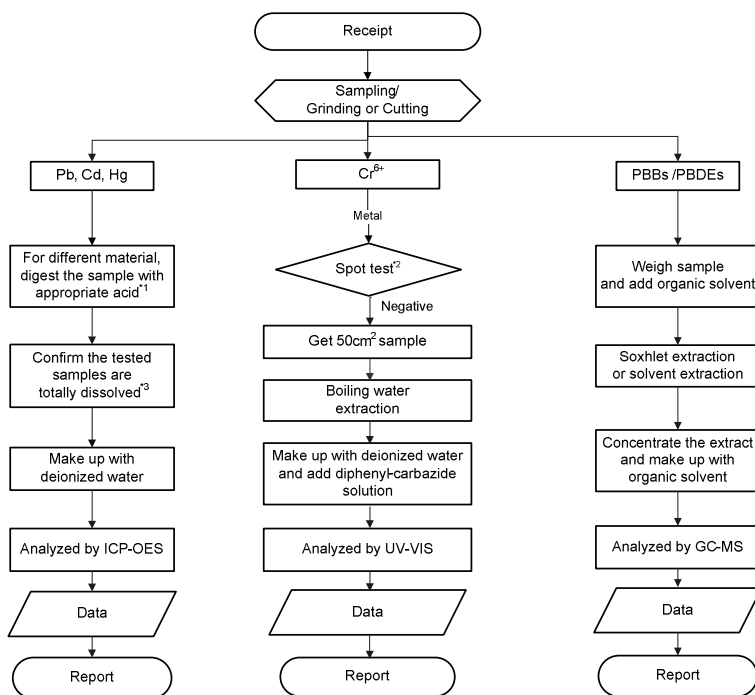 Receipt
Sampling/
Grinding or Cutting
Pb, Cd, Hg
For different material,
digest the sample with
appropriate acid*1
Confirm the tested
samples are
totally dissolved*3
Make up with
deionized water
Analyzed by ICP-OES
Data
Report
Cr6+
Metal
Spot test*2
Negative
Get 50cm2 sample
Boiling water
extraction
Make up with deionized water
and add diphenyl-carbazide
solution
Analyzed by UV-VIS
Data
Report
PBBs /PBDEs
Weigh sample
and add organic solvent
Soxhlet extraction
or solvent extraction
Concentrate the extract
and make up with
organic solvent
Analyzed by GC-MS
Data
Report